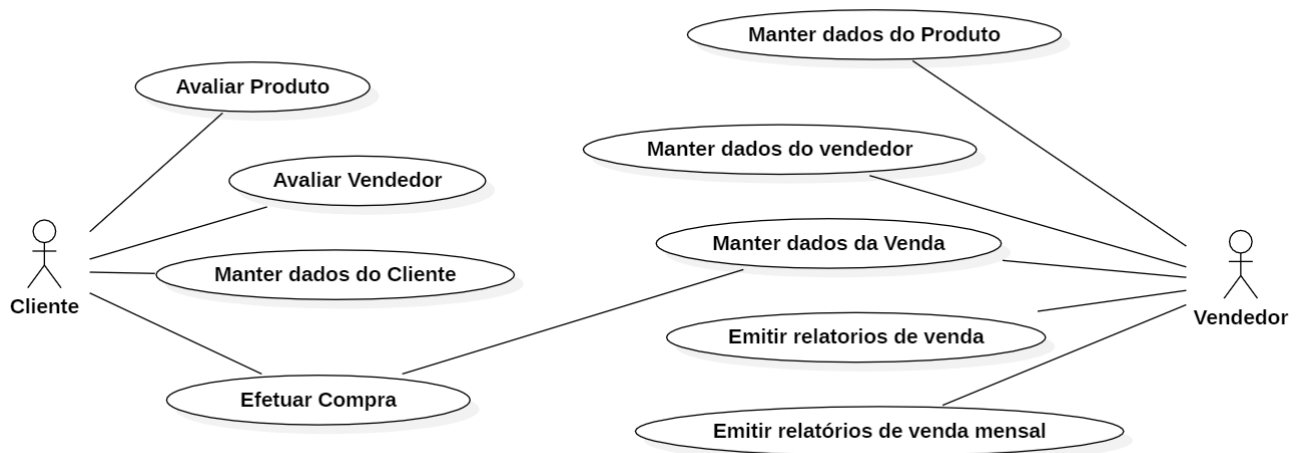 Manter dados do Produto
Avaliar Produto
Manter dados do vendedor
Avaliar Vendedor
Manter dados da Venda
Manter dados do Cliente
Cliente
Vendedor
Emitir relatorios de venda
Efetuar Compra
Emitir relatórios de venda mensal